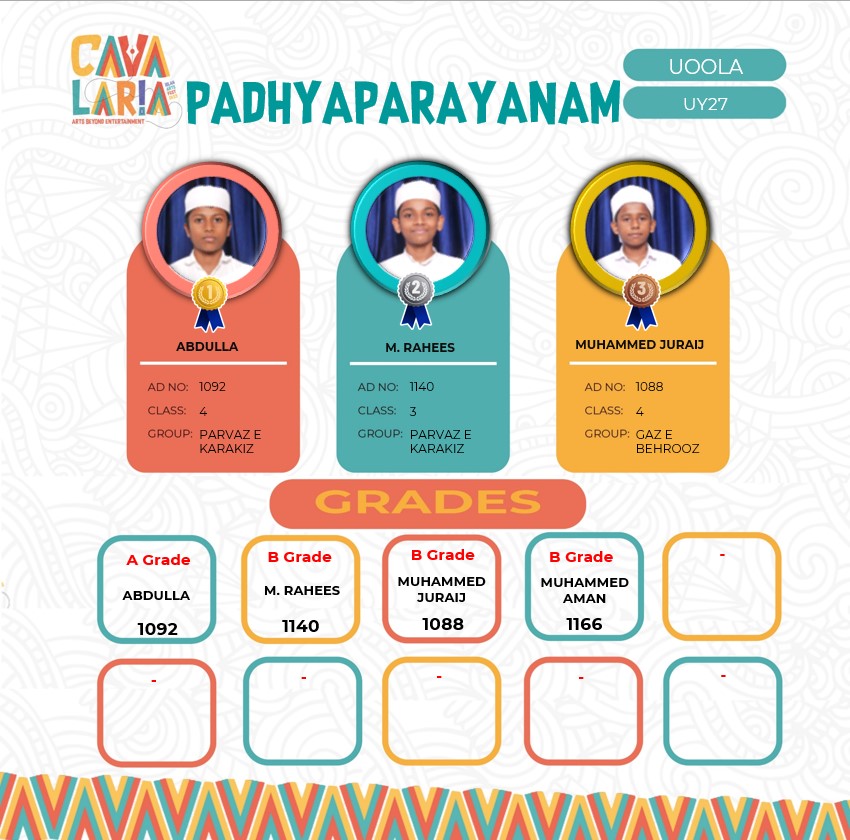 CAVA
LARIA
ARTS BEYOND ENTERTAINMENT
PADHYAPARAYANAM
UOOLA
UY27
1
2
3
ABDULLA
AD NO: 1092
CLASS: 4
GROUP: PARVAZ E
KARAKIZ
M. RAHEES
AD NO: 1140
CLASS: 3
GROUP: PARVAZ E
KARAKIZ
MUHAMMED JURAIJ
AD NO: 1088
CLASS: 4
GROUP: GAZ E
BEHROOZ
GRADES
A Grade
ABDULLA
1092
B Grade
M. RAHEES
1140
B Grade
MUHAMMED
JURAIJ
1088
B Grade
MUHAMMED
AMAN
1166
-
-
-
-
-
-